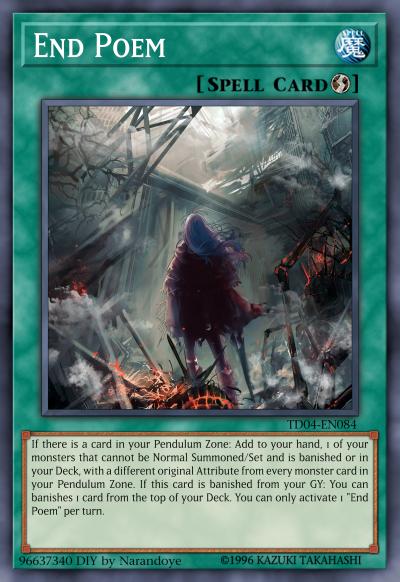 END POEM
SPELL
魔
[SPELL CARD]
TD04-EN084
If there is a card in your Pendulum Zone: Add to your hand, 1 of your
monsters that cannot be Normal Summoned/Set and is banished or in
your Deck, with a different original Attribute from every monster card in
your Pendulum Zone. If this card is banished from your GY: You can
banishes 1 card from the top of your Deck. You can only activate 1 "End
Poem" per turn.
96637340 DIY by Narandoye
©1996 KAZUKI TAKAHASHI